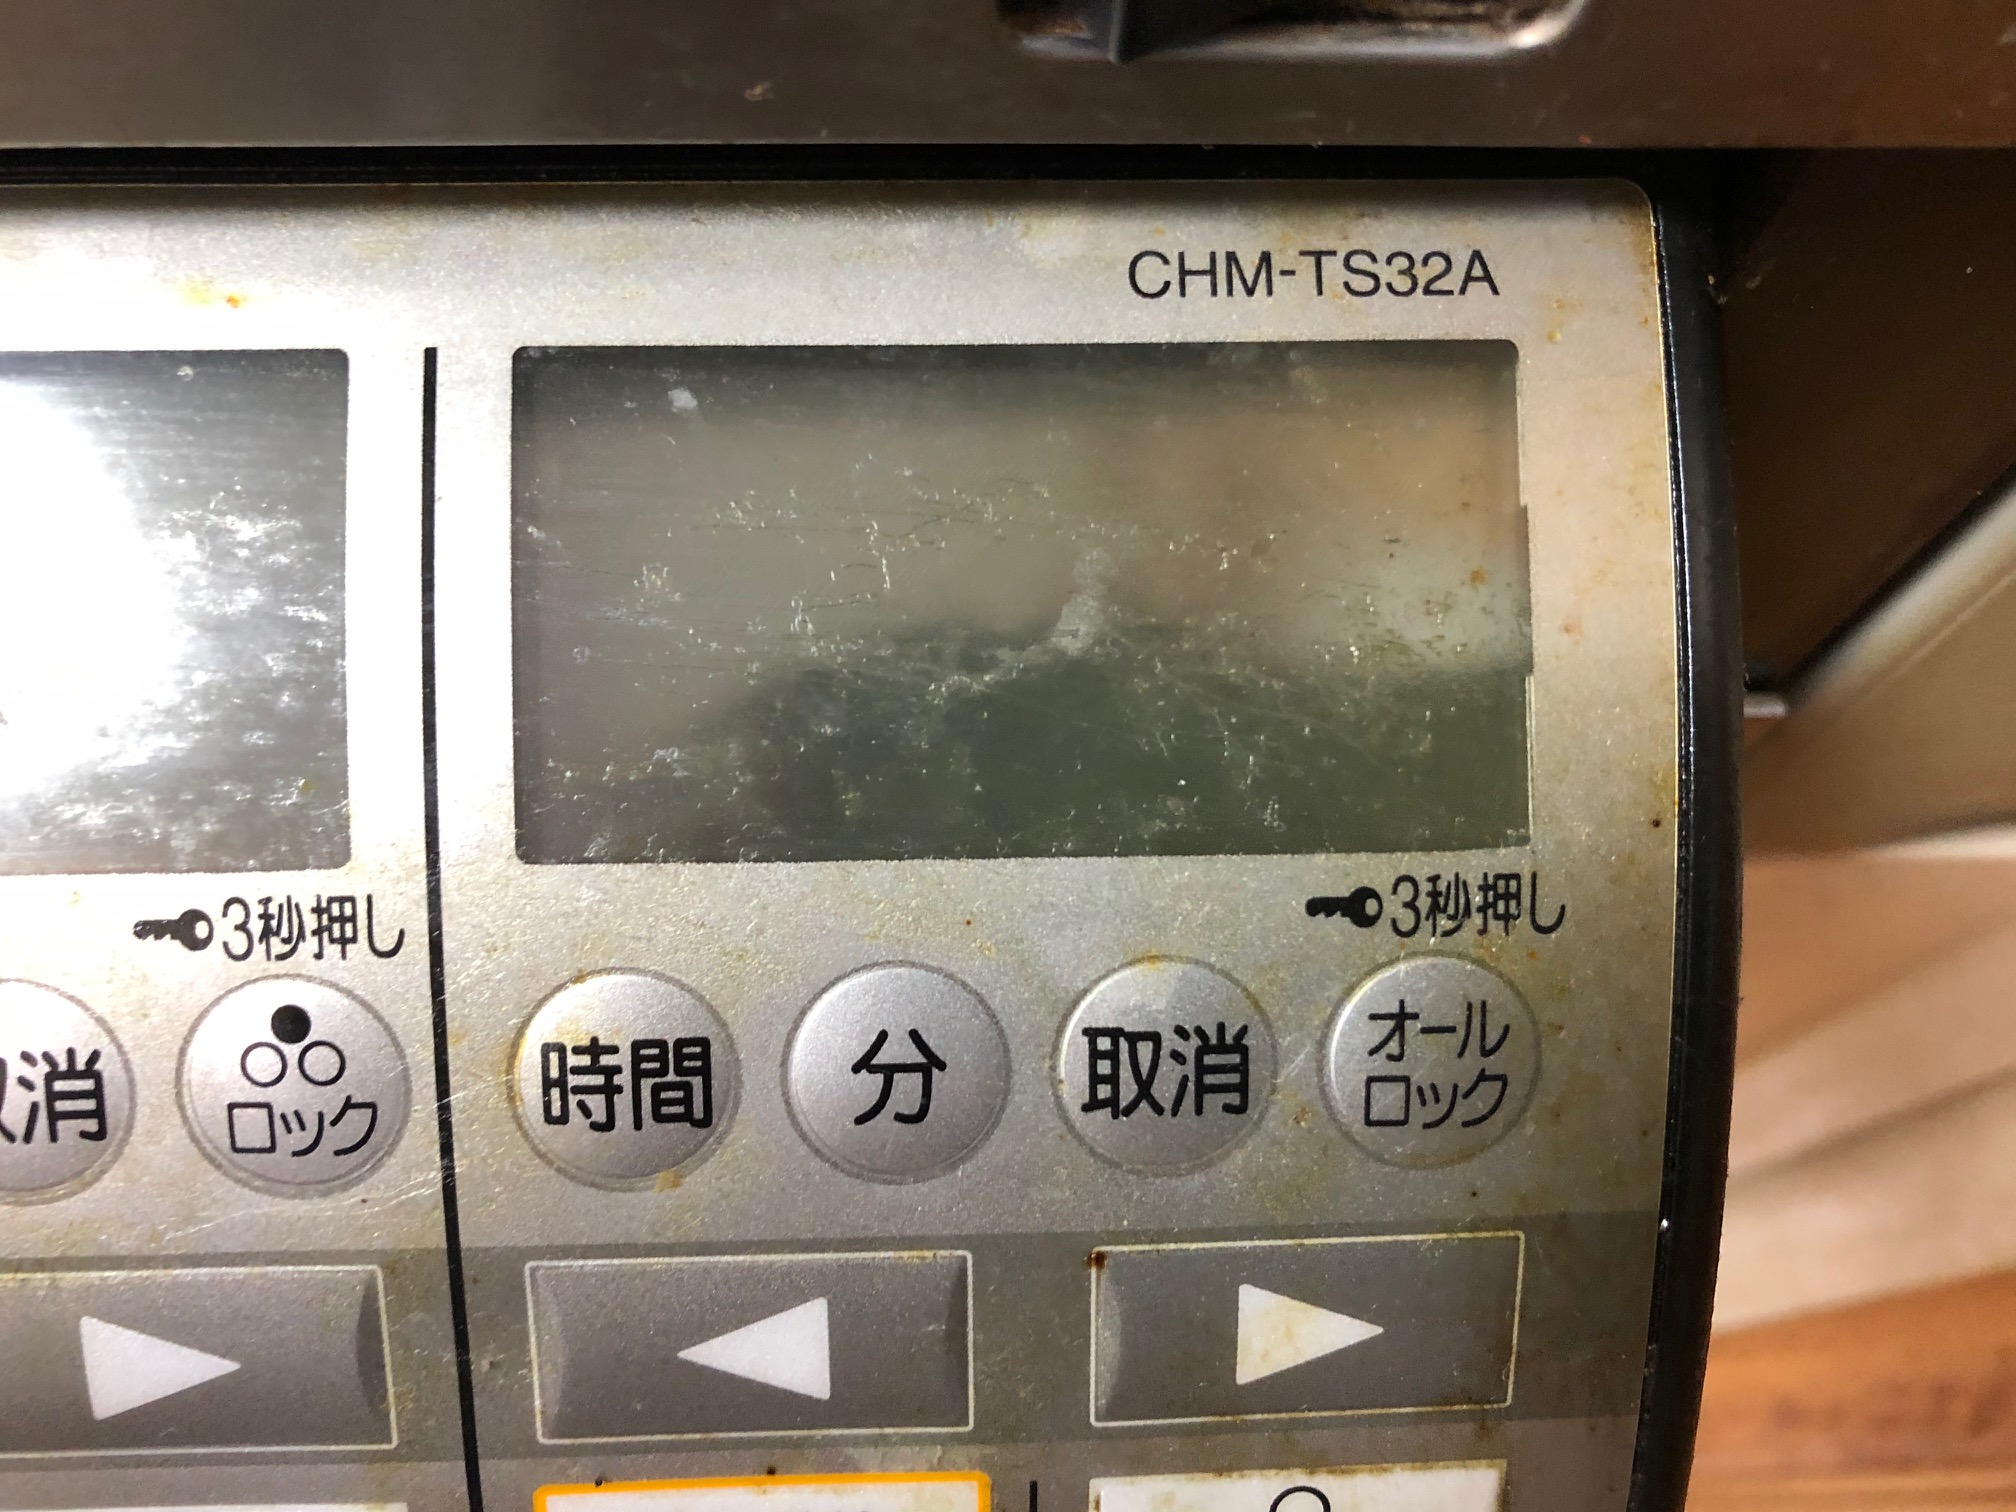 CHM-TS32A
3秒押し
3秒押し
消
ロック
時間
分
取消
オール
ロック